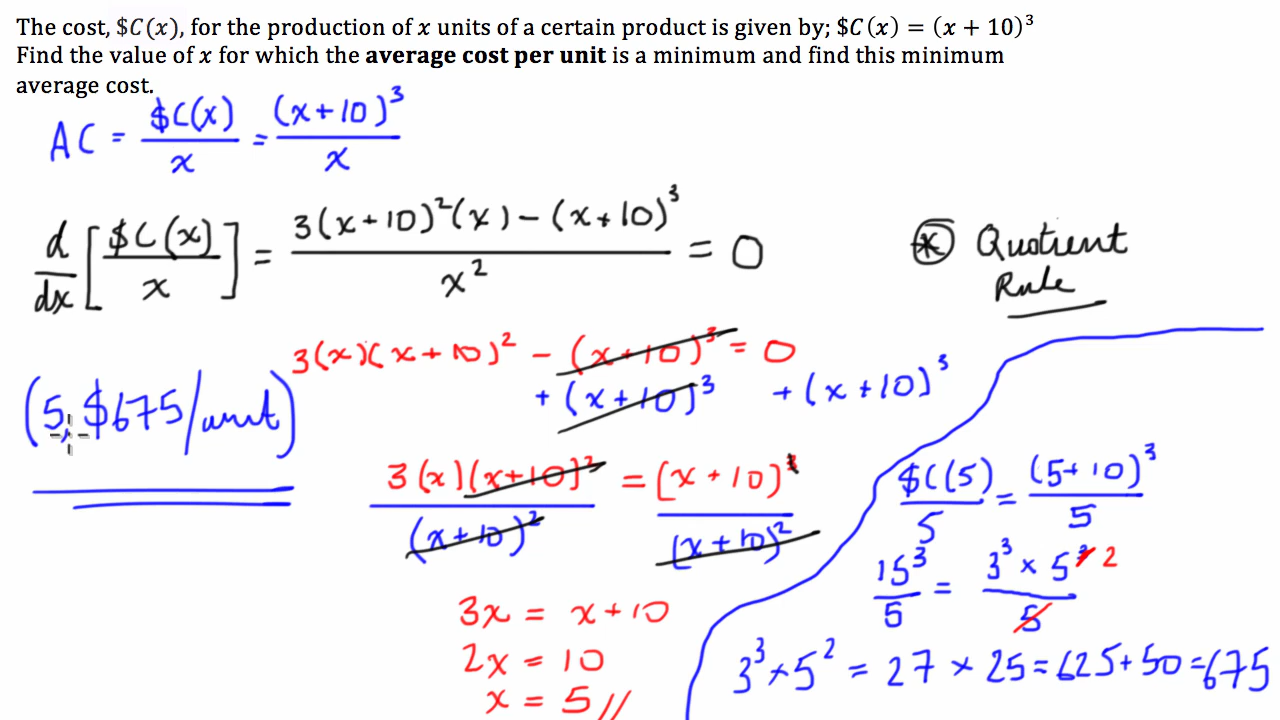 The cost, $C(x), for the production of x units of a certain product is given by; $C (x) = (x + 10)³
Find the value of x for which the average cost per unit is a minimum and find this minimum
average cost.
AC = $C(x)/x = (x+10)³/x
d/dx [$C(x)/x] = 3(x+10)²(x) - (x+10)³ / x² = 0
* Quotient
Rule
3(x)(x+10)² - (x+10)³ = 0
+ (x+10)³ + (x+10)³
(5, $675/unit)
3(x)(x+10)²/(x+10)² = (x+10)³/(x+10)²
3x = x+10
2x = 10
x = 5 //
$C(5)/5 = (5+10)³/5
15³/5 = 3³ × 5³ 2/5
3³ × 5² = 27 × 25 = 625+50 = 675